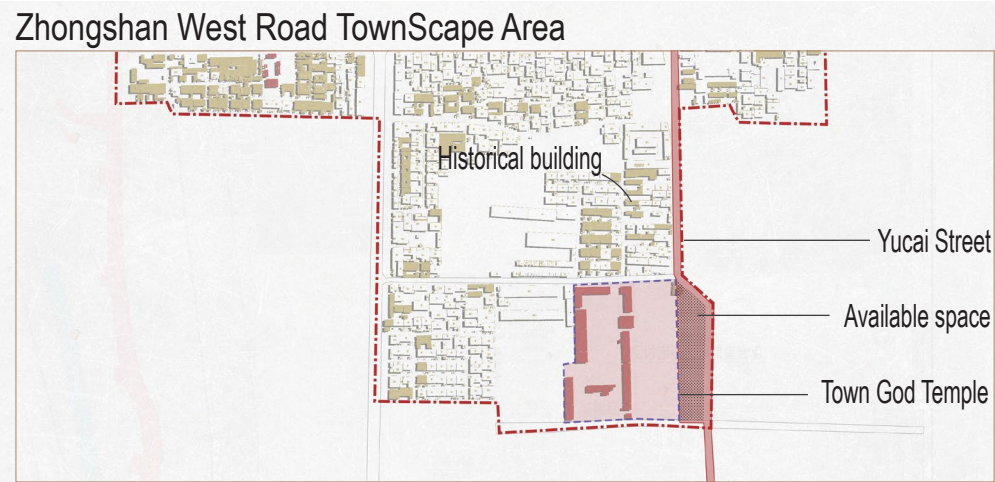 Zhongshan West Road TownScape Area
Historical building
Yucai Street
Available space
Town God Temple